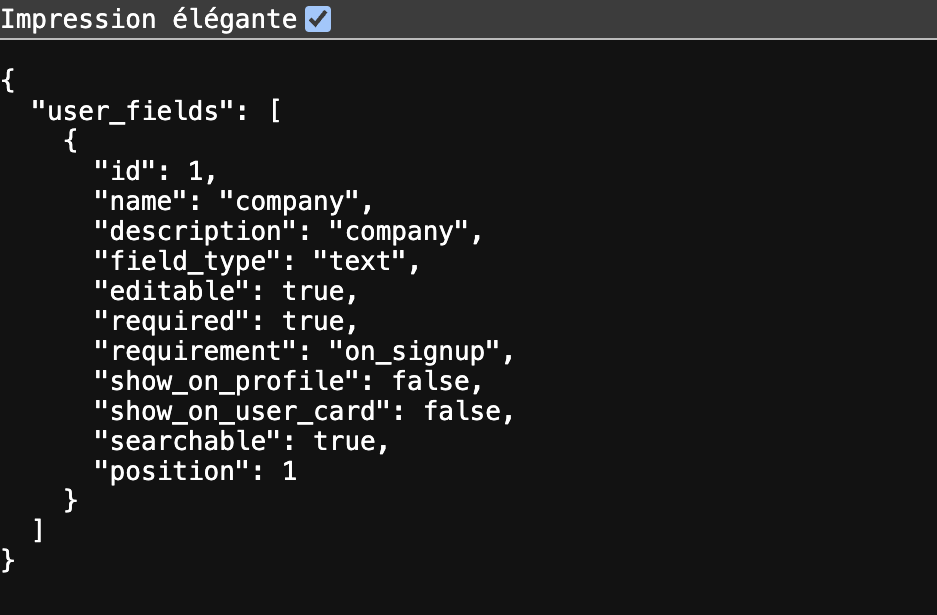 Impression élégante
{
  "user_fields": [
    {
      "id": 1,
      "name": "company",
      "description": "company",
      "field_type": "text",
      "editable": true,
      "required": true,
      "requirement": "on_signup",
      "show_on_profile": false,
      "show_on_user_card": false,
      "searchable": true,
      "position": 1
    }
  ]
}